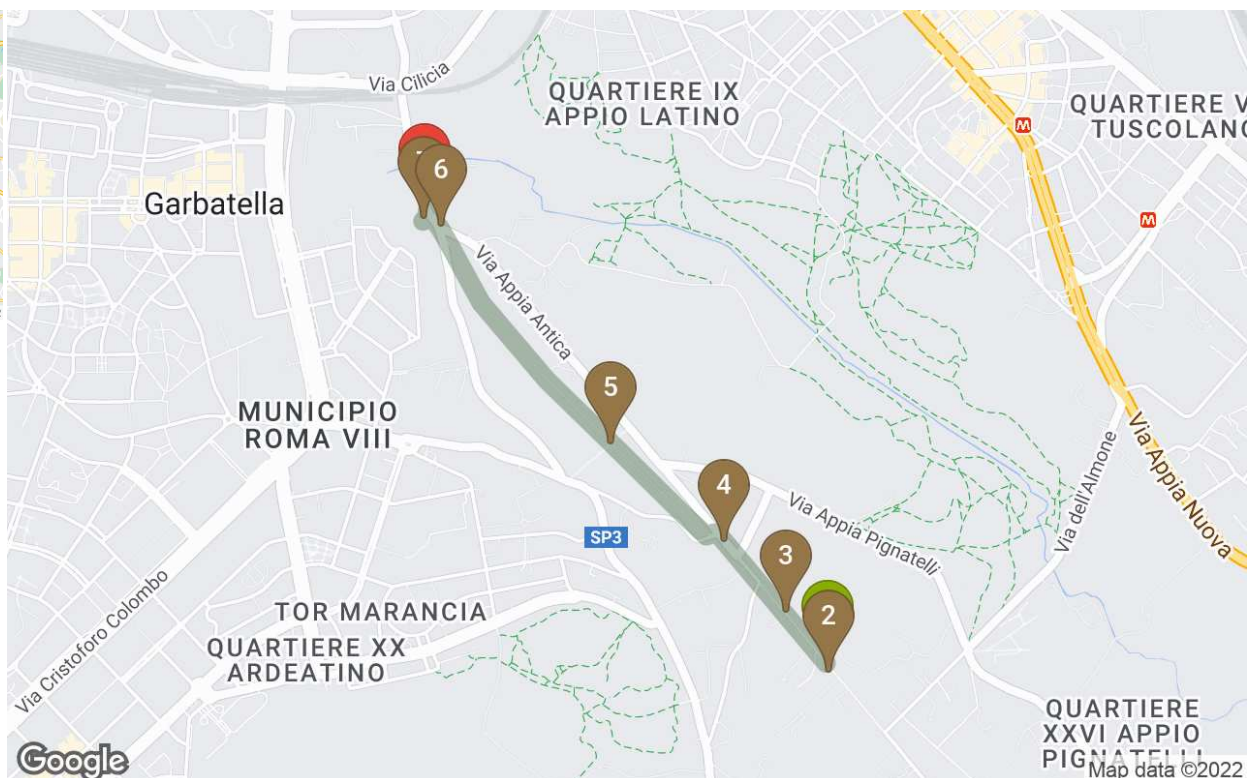 Via Cilicia
QUARTIERE IX
APPIO LATINO
QUARTIERE V
TUSCOLANO
M
M
6
Garbatella
Via Appia Antica
5
MUNICIPIO
ROMA VIII
4
Via Appia Pignatelli
Via dell'Almone
Via Appia Nuova
SP3
3
2
Via Cristoforo Colombo
TOR MARANCIA
QUARTIERE XX
ARDEATINO
QUARTIERE
XXVI APPIO
PIGNATELLI
Google
Map data ©2022